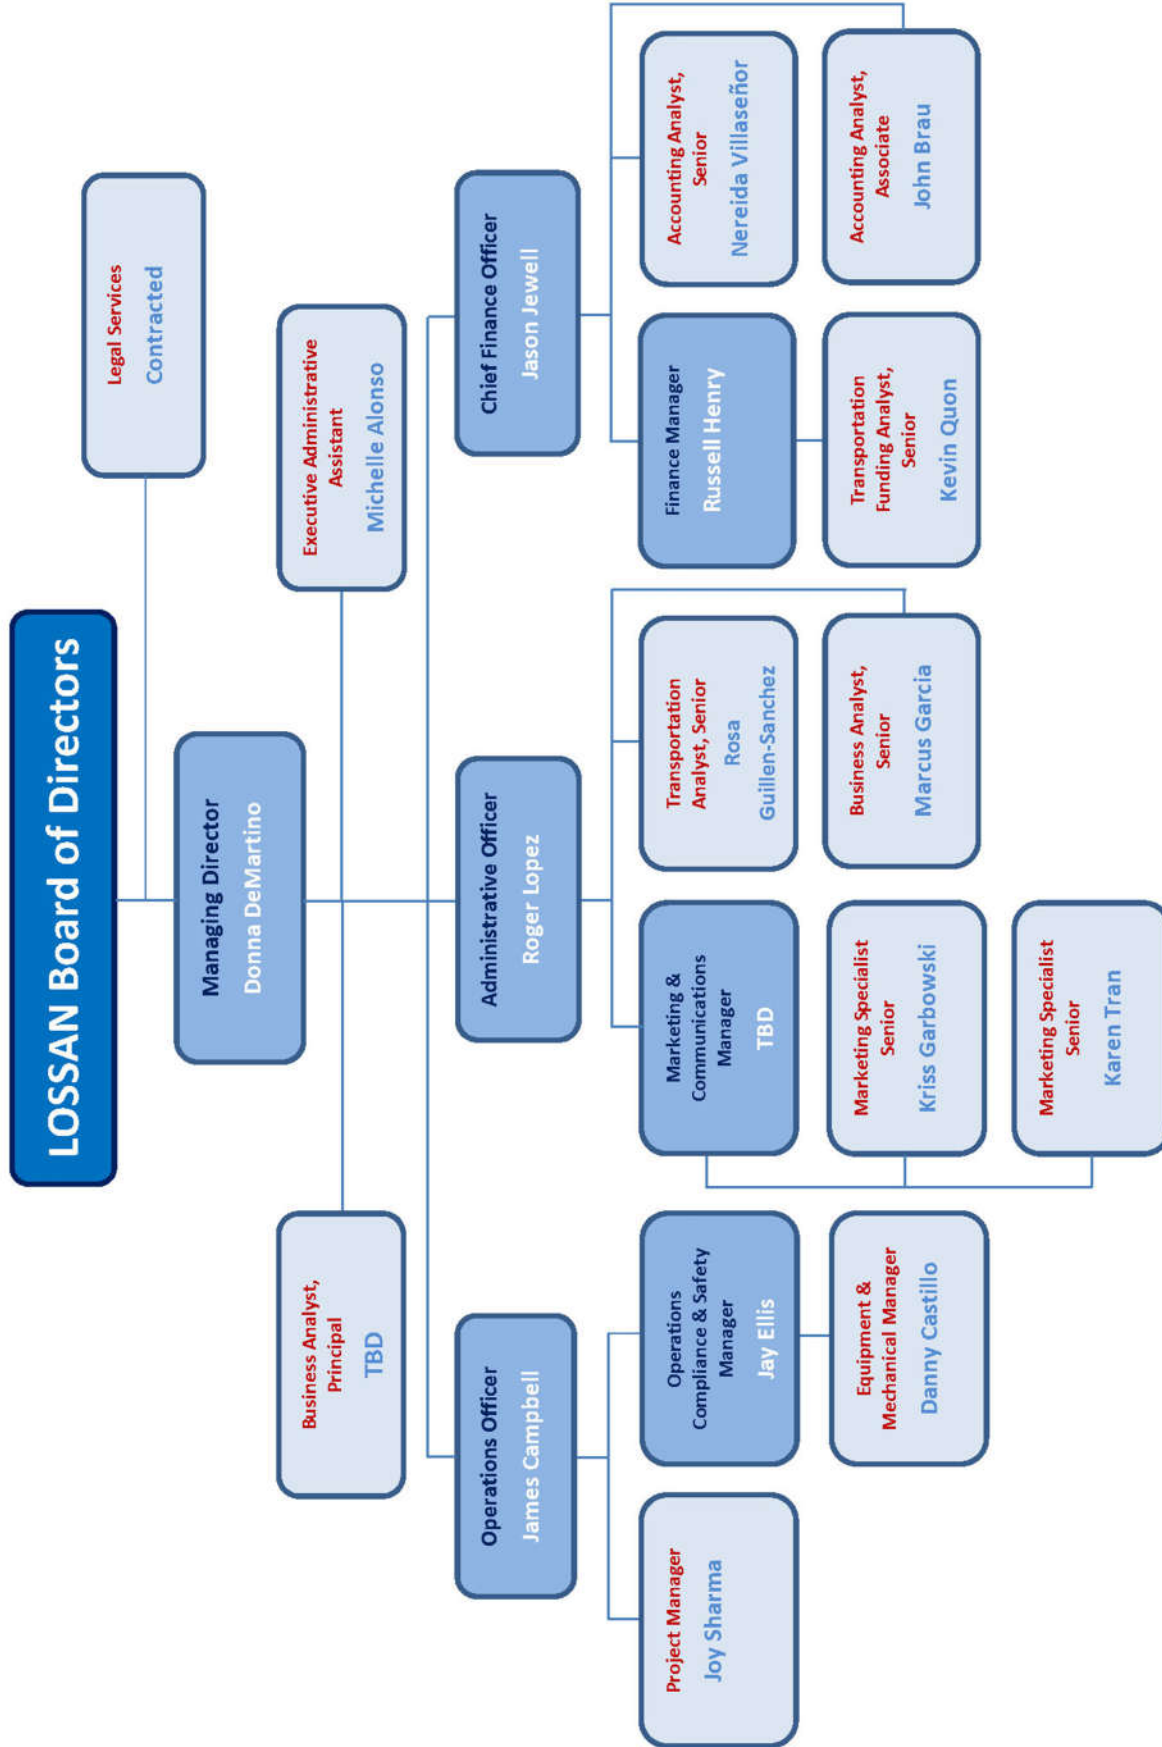 LOSSAN Board of Directors
Legal Services
Contracted
Managing Director
Donna DeMartino
Business Analyst,
Principal
TBD
Executive Administrative
Assistant
Michelle Alonso
Operations Officer
James Campbell
Administrative Officer
Roger Lopez
Chief Finance Officer
Jason Jewell
Project Manager
Joy Sharma
Operations
Compliance & Safety
Manager
Jay Ellis
Marketing &
Communications
Manager
TBD
Transportation
Analyst, Senior
Rosa
Guillen-Sanchez
Finance Manager
Russell Henry
Accounting Analyst,
Senior
Nereida Villaseñor
Equipment &
Mechanical Manager
Danny Castillo
Marketing Specialist
Senior
Kriss Garbowski
Business Analyst,
Senior
Marcus Garcia
Transportation
Funding Analyst,
Senior
Kevin Quon
Accounting Analyst,
Associate
John Brau
Marketing Specialist
Senior
Karen Tran